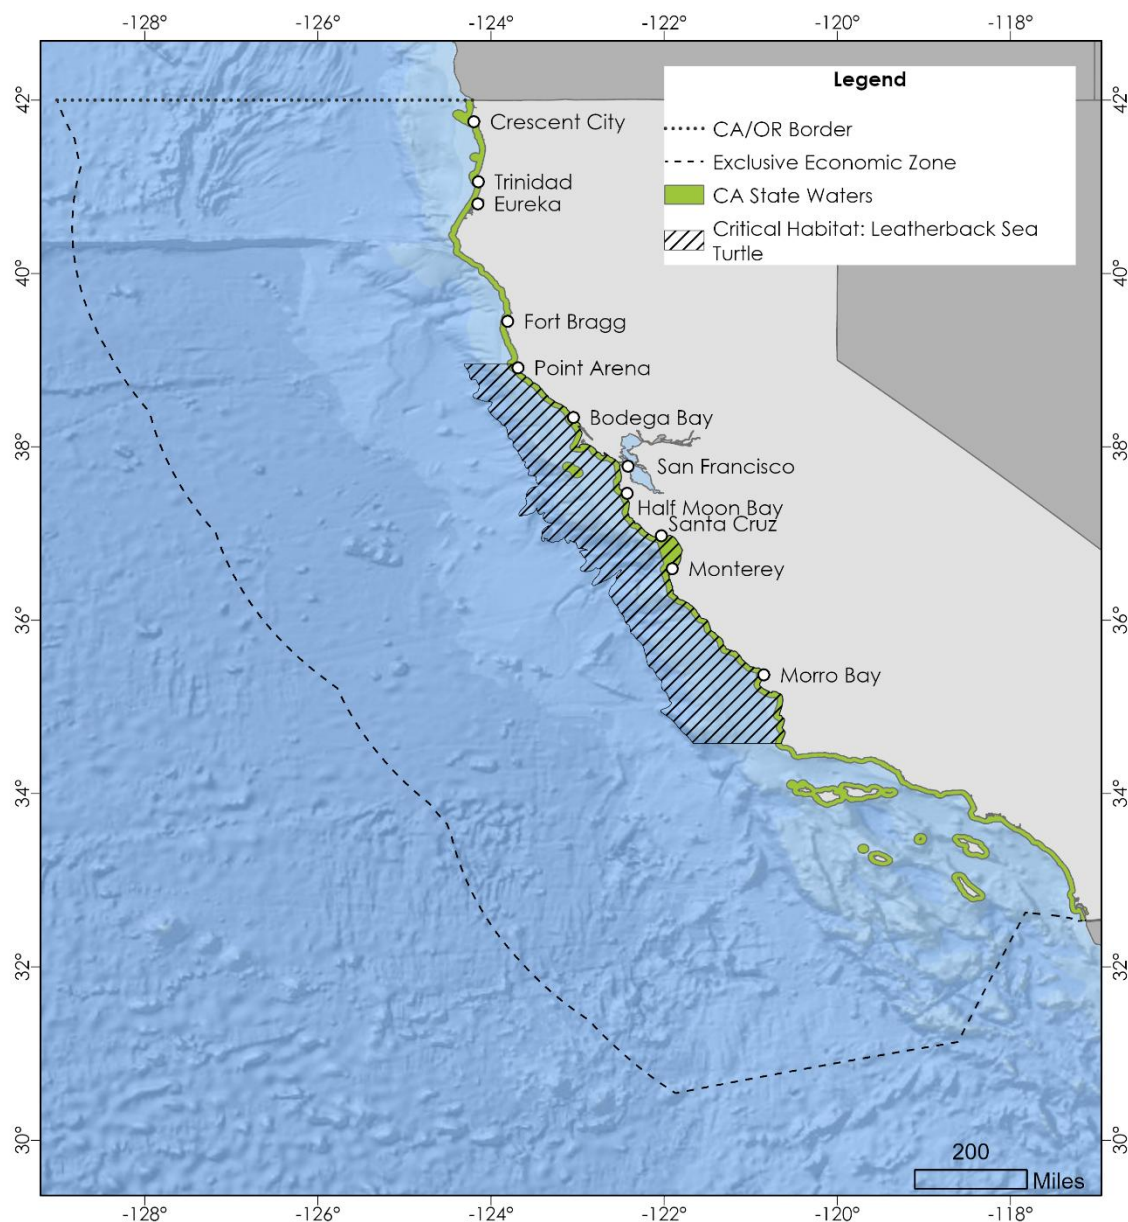 -128° -126° -124° -122° -120° -118°
Legend
CA/OR Border
Exclusive Economic Zone
CA State Waters
Critical Habitat: Leatherback Sea
Turtle
42° 42°
Crescent City
Trinidad
Eureka
40° 40°
Fort Bragg
Point Arena
Bodega Bay
38° 38°
San Francisco
Half Moon Bay
Santa Cruz
Monterey
36° 36°
Morro Bay
34° 34°
32° 32°
30° 30°
200
Miles
-128° -126° -124° -122° -120° -118°